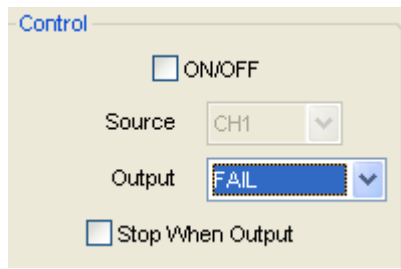 Control
ON/OFF
Source CH1
Output FAIL
Stop When Output